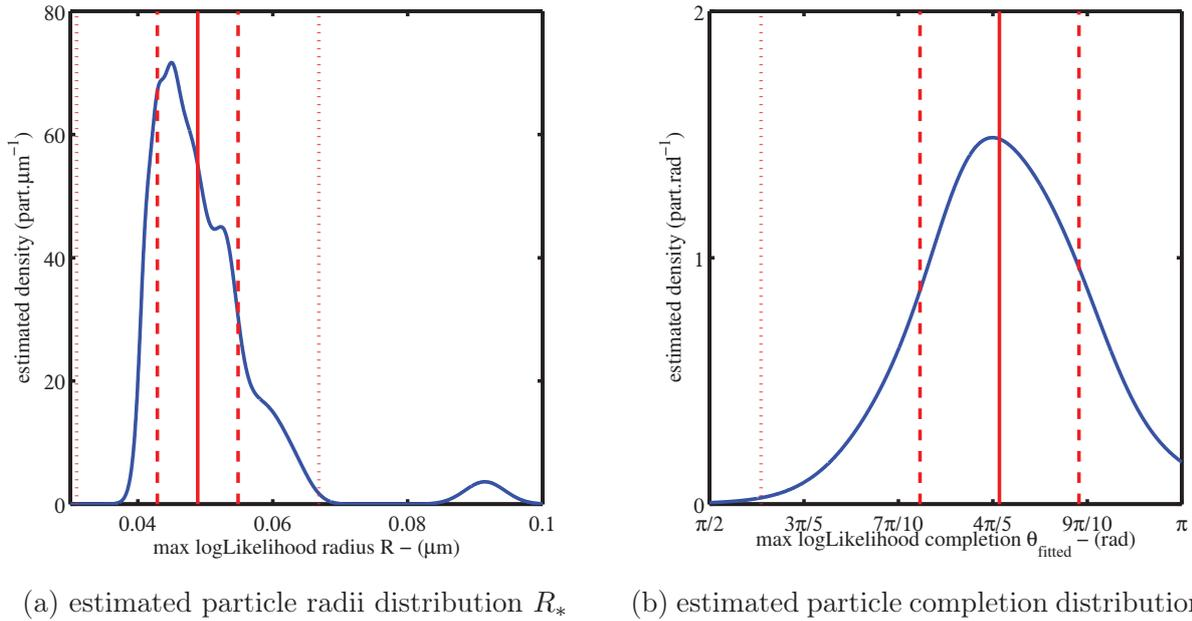 80
60
40
20
0
estimated density (part.μm⁻¹)
0.04 0.06 0.08 0.1
max logLikelihood radius R − (μm)
(a) estimated particle radii distribution R*
2
1
0
estimated density (part.rad⁻¹)
π/2 3π/5 7π/10 4π/5 9π/10 π
max logLikelihood completion θfitted − (rad)
(b) estimated particle completion distribution